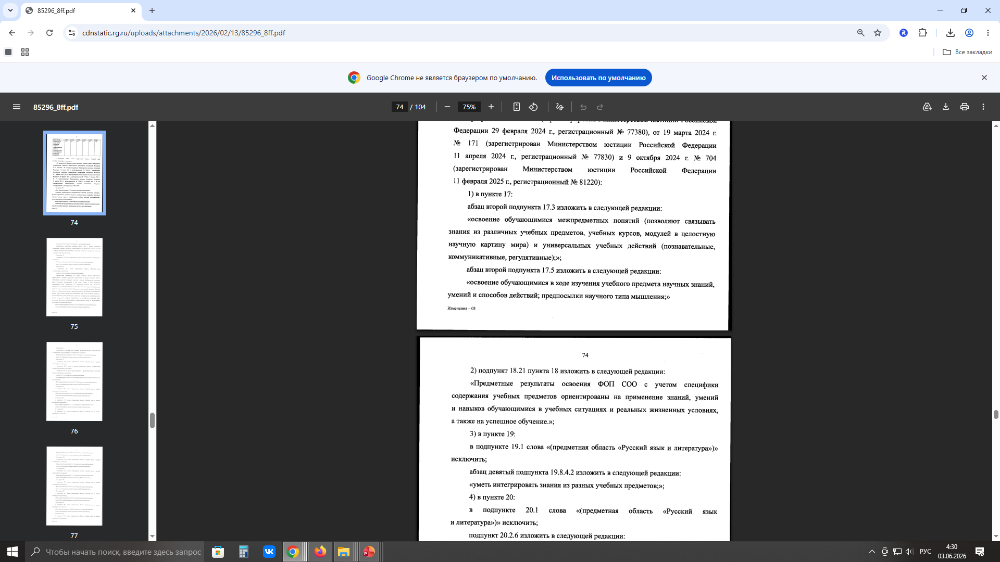 85296_8ff.pdf
cdnstatic.rg.ru/uploads/attachments/2026/02/13/85296_8ff.pdf
Все закладки
Google Chrome не является браузером по умолчанию.
Использовать по умолчанию
85296_8ff.pdf
74 / 104
75%
74
75
76
77
Федерации 29 февраля 2024 г., регистрационный № 77380), от 19 марта 2024 г.
№ 171 (зарегистрирован Министерством юстиции Российской Федерации
11 апреля 2024 г., регистрационный № 77830) и 9 октября 2024 г. № 704
(зарегистрирован Министерством юстиции Российской Федерации
11 февраля 2025 г., регистрационный № 81220):
1) в пункте 17:
абзац второй подпункта 17.3 изложить в следующей редакции:
«освоение обучающимися межпредметных понятий (позволяют связывать
знания из различных учебных предметов, учебных курсов, модулей в целостную
научную картину мира) и универсальных учебных действий (познавательные,
коммуникативные, регулятивные);»;
абзац второй подпункта 17.5 изложить в следующей редакции:
«освоение обучающимися в ходе изучения учебного предмета научных знаний,
умений и способов действий; предпосылки научного типа мышления;»
Изменения – 03
74
2) подпункт 18.21 пункта 18 изложить в следующей редакции:
«Предметные результаты освоения ФОП СОО с учетом специфики
содержания учебных предметов ориентированы на применение знаний, умений
и навыков обучающимися в учебных ситуациях и реальных жизненных условиях,
а также на успешное обучение.»;
3) в пункте 19:
в подпункте 19.1 слова «(предметная область «Русский язык и литература»)»
исключить;
абзац девятый подпункта 19.8.4.2 изложить в следующей редакции:
«уметь интегрировать знания из разных учебных предметов;»;
4) в пункте 20:
в подпункте 20.1 слова «(предметная область «Русский язык
и литература»)» исключить;
подпункт 20.2.6 изложить в следующей редакции:
Чтобы начать поиск, введите здесь запрос
РУС
4:30
03.06.2026